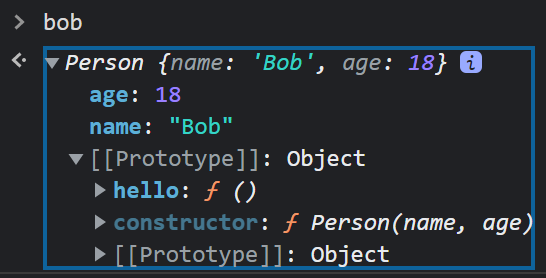 bob
Person {name: 'Bob', age: 18} i
age: 18
name: "Bob"
[[Prototype]]: Object
hello: ƒ ()
constructor: ƒ Person(name, age)
[[Prototype]]: Object